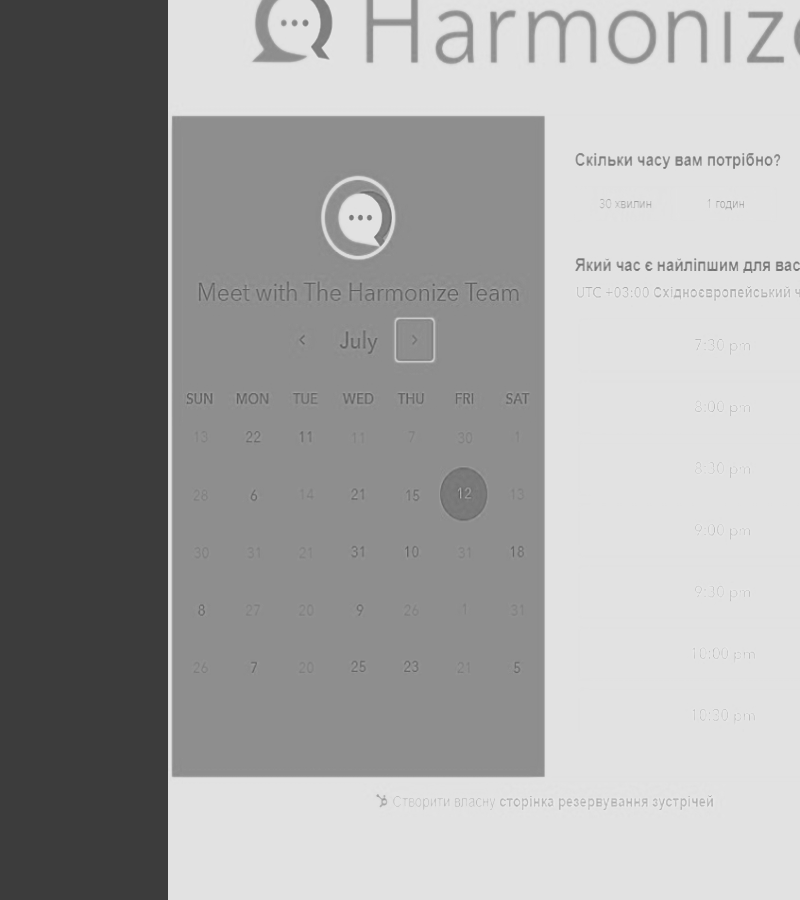 Harmonize
Meet with The Harmonize Team
July
SUN MON TUE WED THU FRI SAT
13 22 11 11 7 30 1
28 6 14 21 15 12 13
30 31 21 31 10 31 18
8 27 20 9 26 1 31
26 7 20 25 23 21 5
Скільки часу вам потрібно?
30 хвилин 1 годин
Який час є найліпшим для вас
UTC +03:00 Східноєвропейський ч
7:30 pm
8:00 pm
8:30 pm
9:00 pm
9:30 pm
10:00 pm
10:30 pm
Створити власну сторінка резервування зустрічей